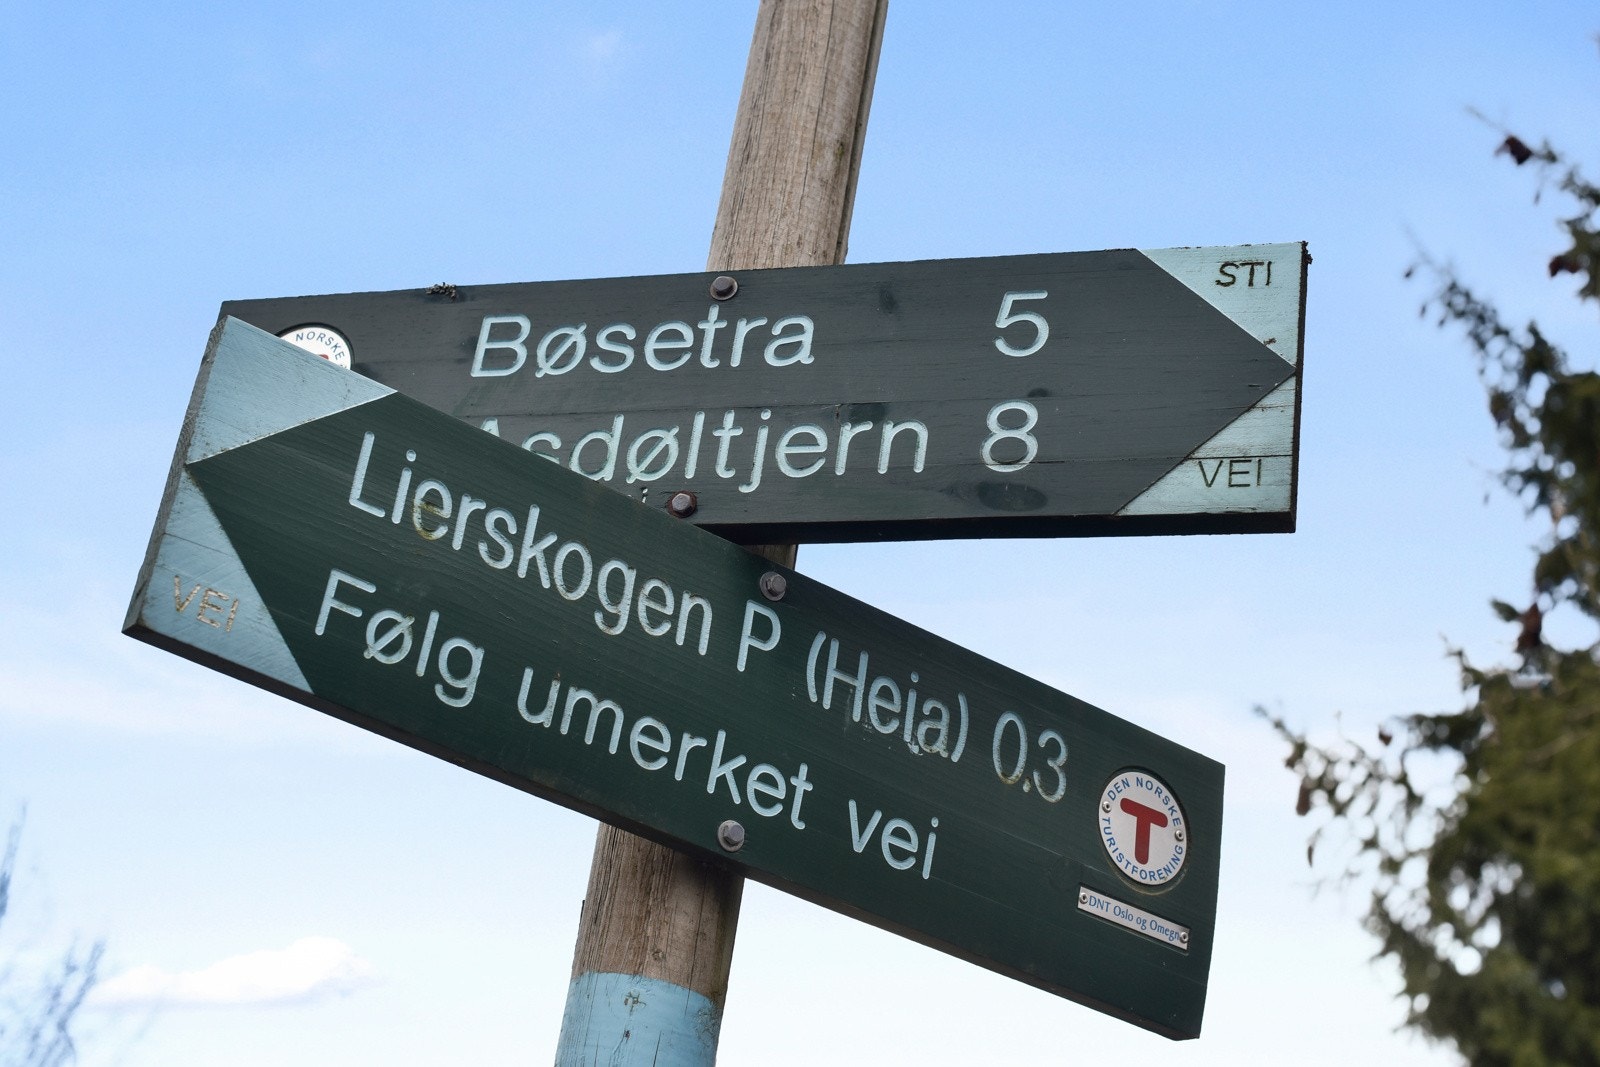 STI
NORSKE
Bøsetra 5
Asdøltjern 8
VEI
Lierskogen P (Heia) 0.3
Følg umerket vei
VEI
DEN NORSKE
T
TURISTFORENING
DNT Oslo og Omegn